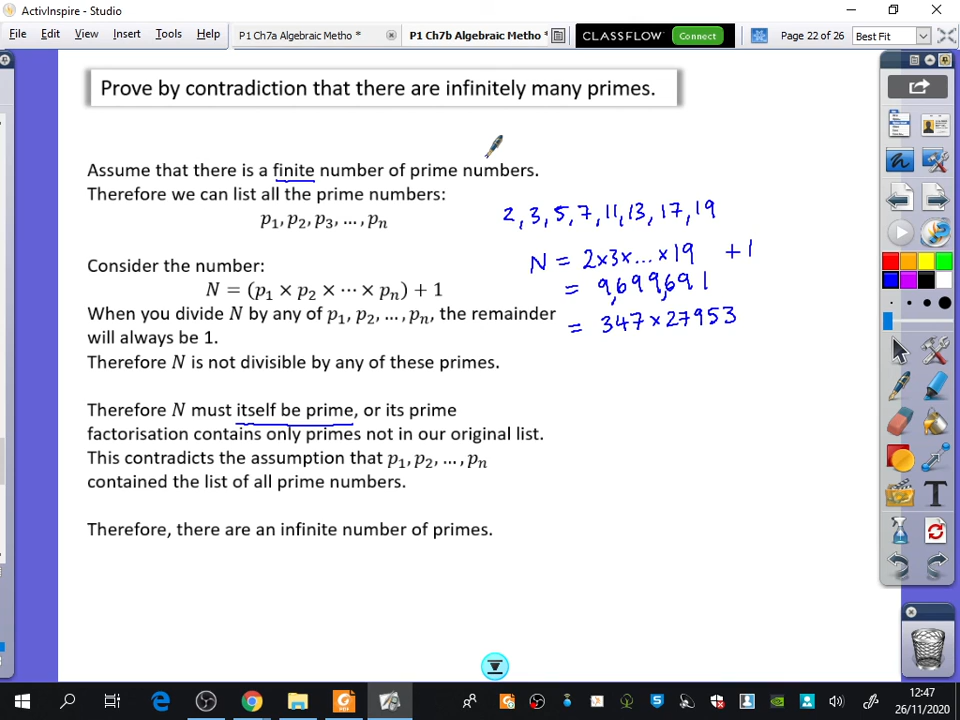 ActivInspire - Studio
File Edit View Insert Tools Help
P1 Ch7a Algebraic Metho *
P1 Ch7b Algebraic Metho *
CLASSFLOW Connect
Page 22 of 26
Best Fit
Prove by contradiction that there are infinitely many primes.
Assume that there is a finite number of prime numbers.
Therefore we can list all the prime numbers:
p₁, p₂, p₃, …, pₙ
2, 3, 5, 7, 11, 13, 17, 19
Consider the number:
N = (p₁ × p₂ × ⋯ × pₙ) + 1
N = 2×3×...×19 +1
= 9,699,691
= 347×27953
When you divide N by any of p₁, p₂, …, pₙ, the remainder
will always be 1.
Therefore N is not divisible by any of these primes.
Therefore N must itself be prime, or its prime
factorisation contains only primes not in our original list.
This contradicts the assumption that p₁, p₂, …, pₙ
contained the list of all prime numbers.
Therefore, there are an infinite number of primes.
12:47
26/11/2020